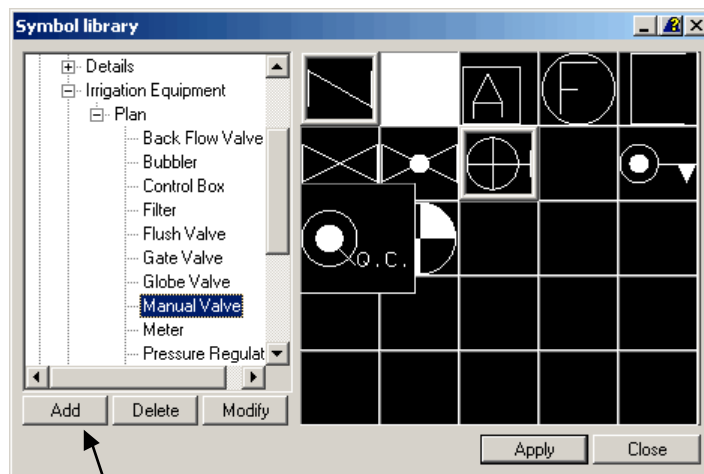 Symbol library
Details
Irrigation Equipment
Plan
Back Flow Valve
Bubbler
Control Box
Filter
Flush Valve
Gate Valve
Globe Valve
Manual Valve
Meter
Pressure Regulat
A
F
Q.C.
Add
Delete
Modify
Apply
Close